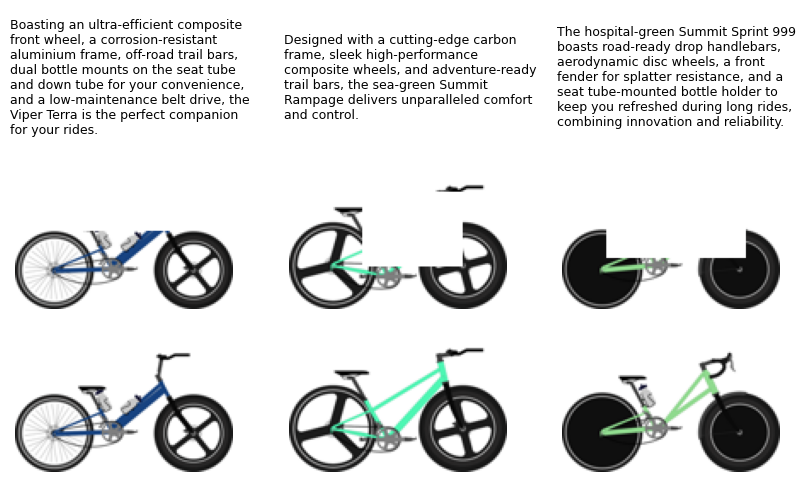 Boasting an ultra-efficient composite
front wheel, a corrosion-resistant
aluminium frame, off-road trail bars,
dual bottle mounts on the seat tube
and down tube for your convenience,
and a low-maintenance belt drive, the
Viper Terra is the perfect companion
for your rides.
Designed with a cutting-edge carbon
frame, sleek high-performance
composite wheels, and adventure-ready
trail bars, the sea-green Summit
Rampage delivers unparalleled comfort
and control.
The hospital-green Summit Sprint 999
boasts road-ready drop handlebars,
aerodynamic disc wheels, a front
fender for splatter resistance, and a
seat tube-mounted bottle holder to
keep you refreshed during long rides,
combining innovation and reliability.